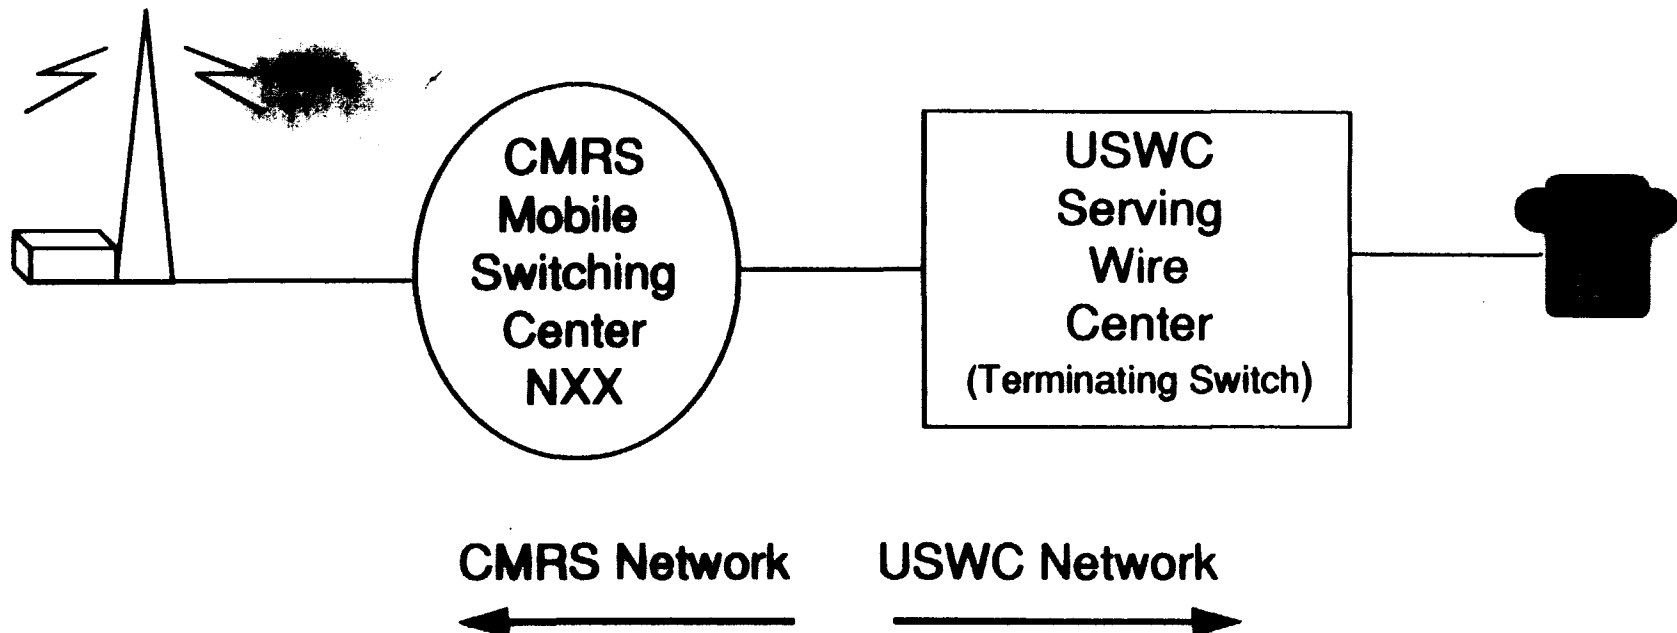 CMRS
Mobile
Switching
Center
NXX
USWC
Serving
Wire
Center
(Terminating Switch)
CMRS Network
USWC Network